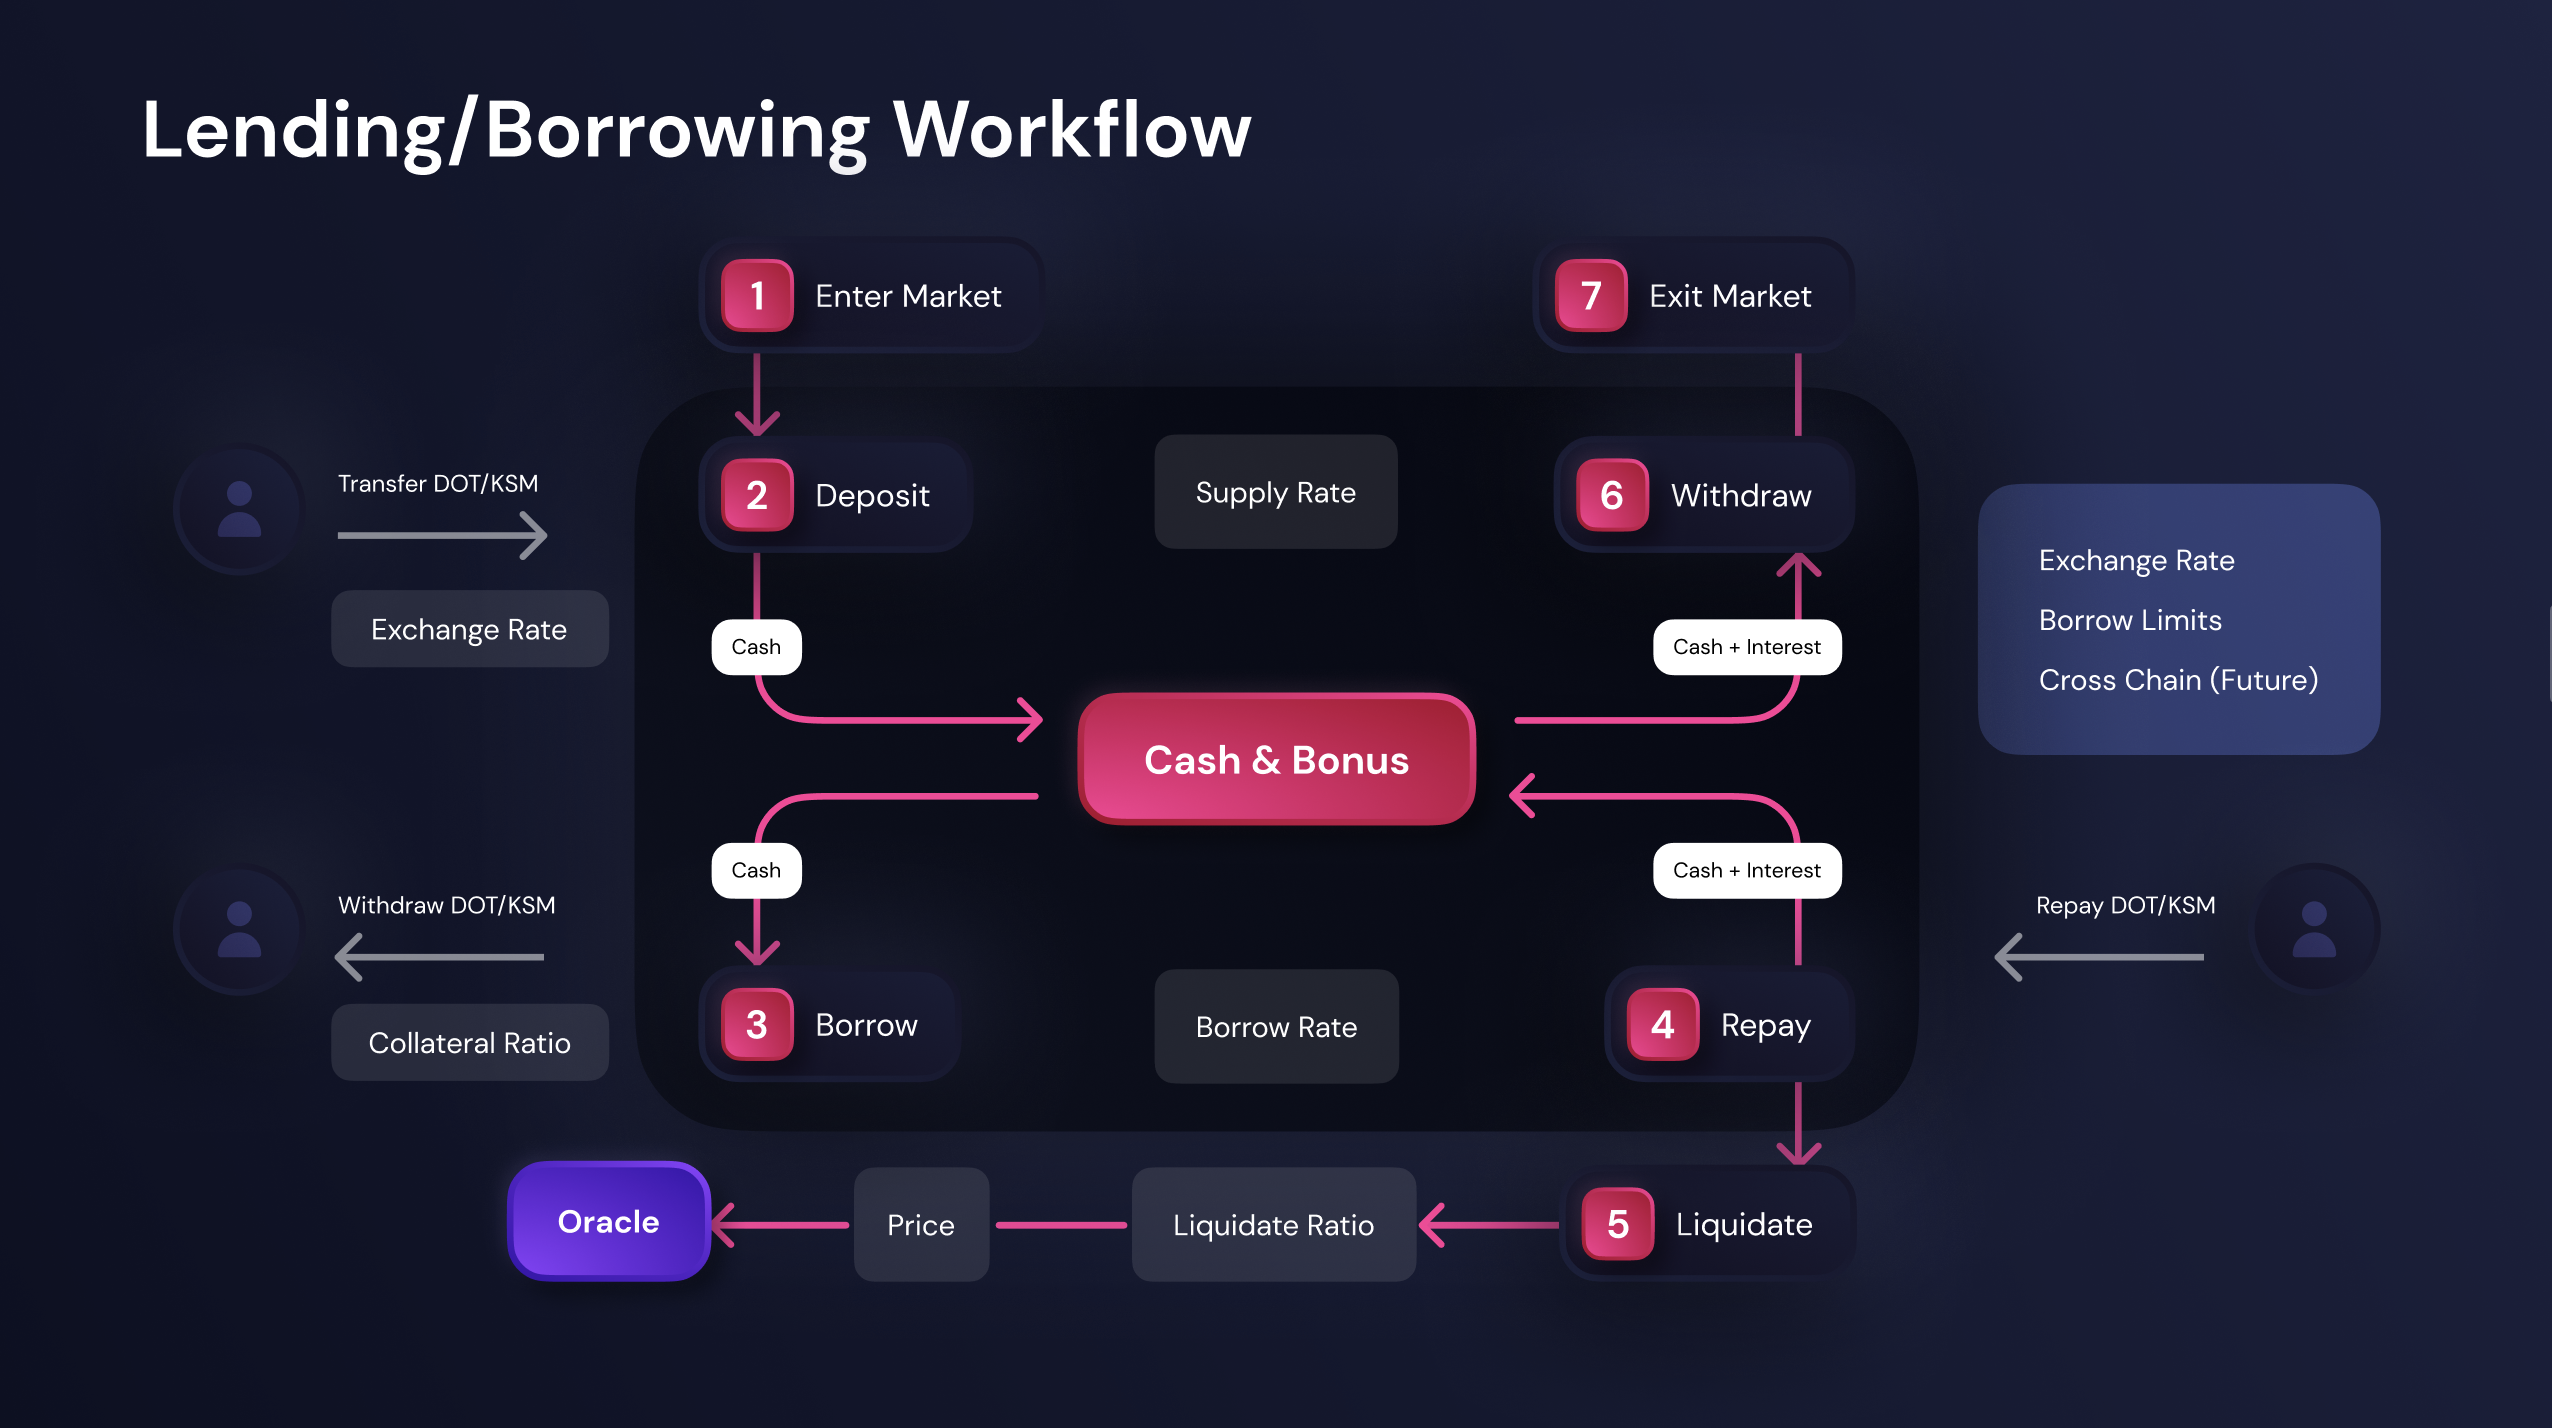 Lending/Borrowing Workflow
1 Enter Market
7 Exit Market
Transfer DOT/KSM
Exchange Rate
2 Deposit
Supply Rate
6 Withdraw
Cash
Cash + Interest
Cash & Bonus
Exchange Rate
Borrow Limits
Cross Chain (Future)
Cash
Cash + Interest
Withdraw DOT/KSM
Collateral Ratio
3 Borrow
Borrow Rate
4 Repay
Repay DOT/KSM
Oracle
Price
Liquidate Ratio
5 Liquidate